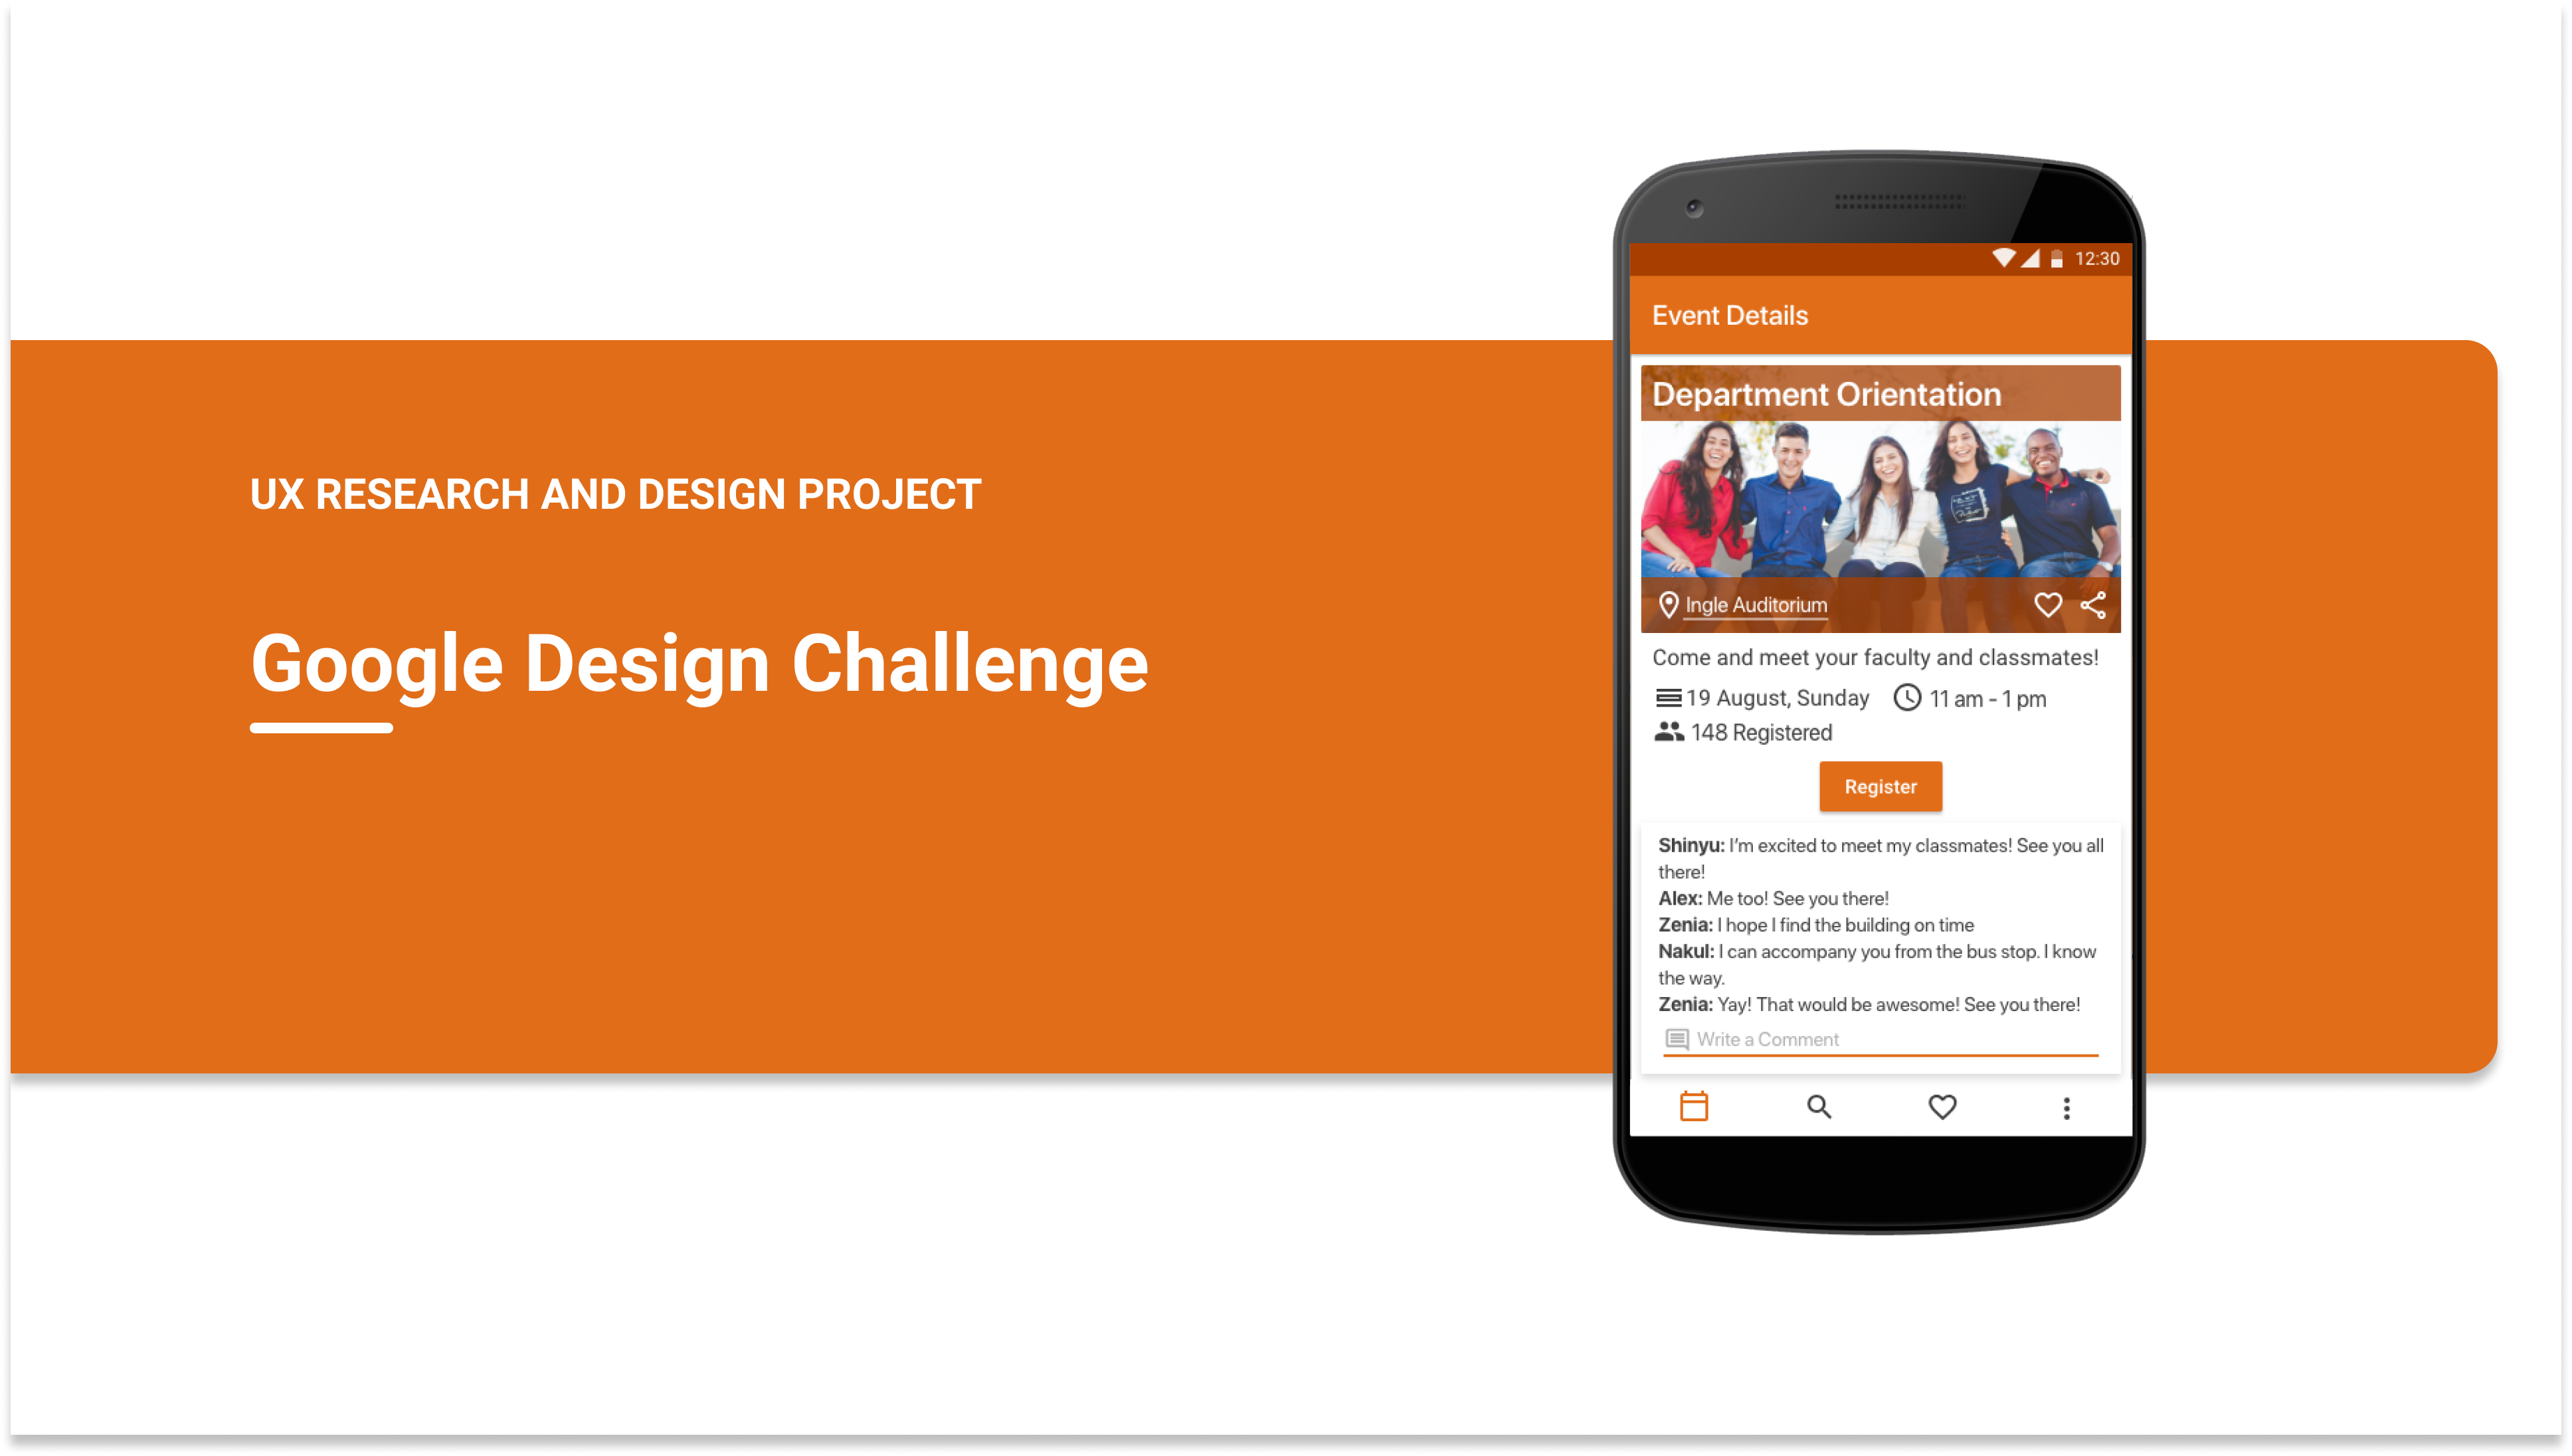 UX RESEARCH AND DESIGN PROJECT
Google Design Challenge
12:30
Event Details
Department Orientation
Ingle Auditorium
Come and meet your faculty and classmates!
19 August, Sunday 11 am - 1 pm
148 Registered
Register
Shinyu: I'm excited to meet my classmates! See you all
there!
Alex: Me too! See you there!
Zenia: I hope I find the building on time
Nakul: I can accompany you from the bus stop. I know
the way.
Zenia: Yay! That would be awesome! See you there!
Write a Comment